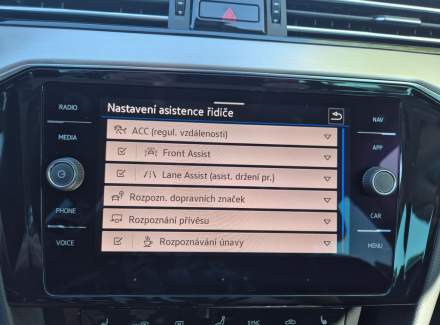 RADIO
MEDIA
PHONE
VOICE
Nastavení asistence řidiče
ACC (regul. vzdálenosti)
Front Assist
Lane Assist (asist. držení pr.)
Rozpozn. dopravních značek
Rozpoznání přívěsu
Rozpoznávání únavy
NAV
APP
CAR
MENU
SYNC